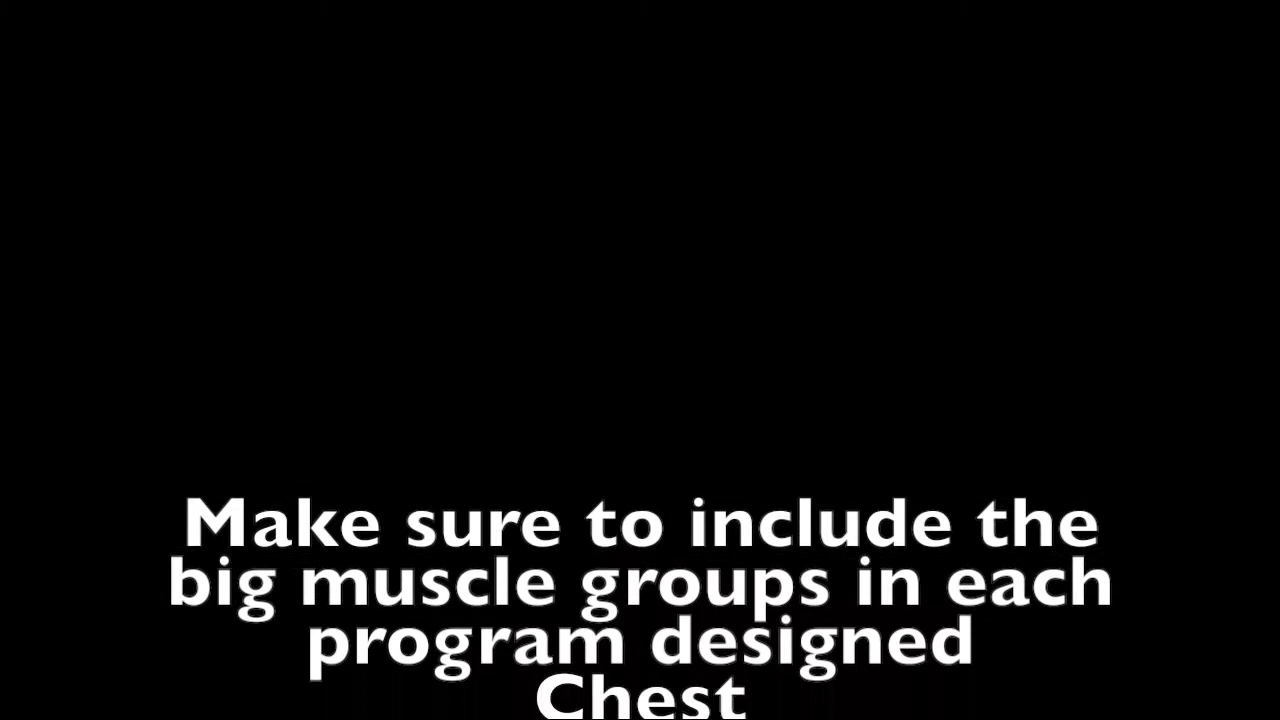 Make sure to include the
big muscle groups in each
program designed
Chest